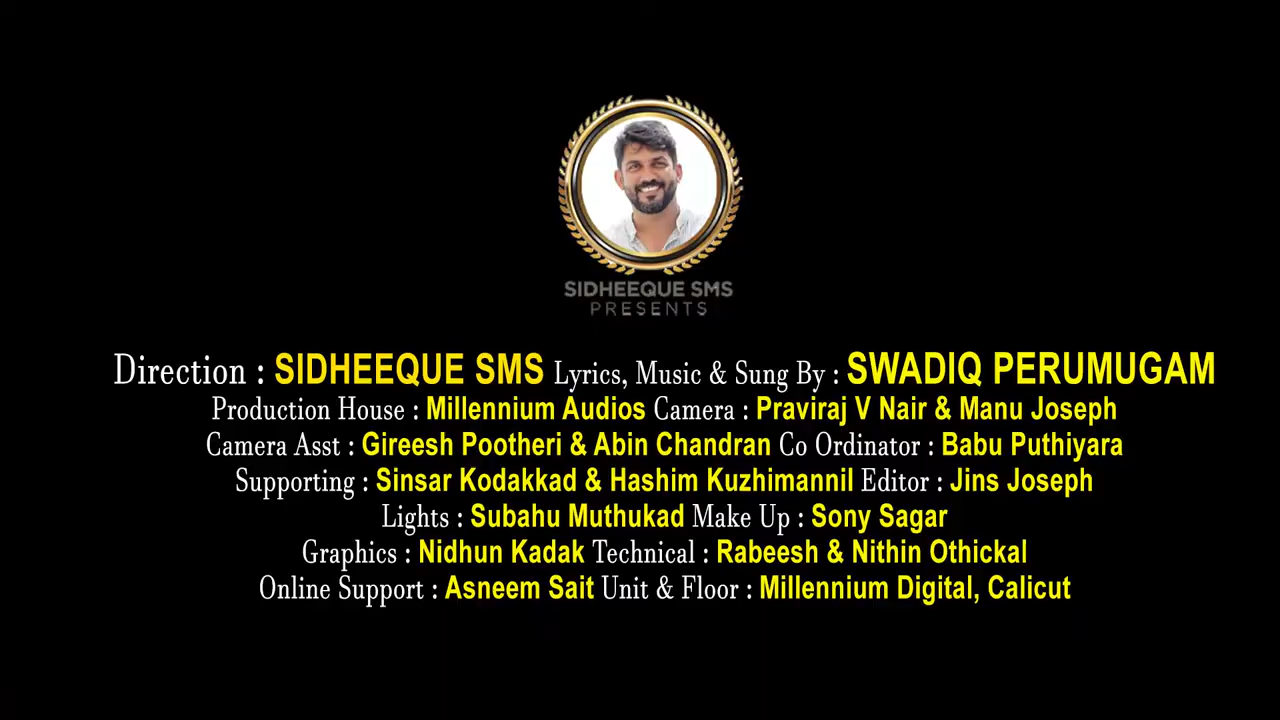 SIDHEEQUE SMS
PRESENTS
Direction : SIDHEEQUE SMS Lyrics, Music & Sung By : SWADIQ PERUMUGAM
Production House : Millennium Audios Camera : Praviraj V Nair & Manu Joseph
Camera Asst : Gireesh Pootheri & Abin Chandran Co Ordinator : Babu Puthiyara
Supporting : Sinsar Kodakkad & Hashim Kuzhimannil Editor : Jins Joseph
Lights : Subahu Muthukad Make Up : Sony Sagar
Graphics : Nidhun Kadak Technical : Rabeesh & Nithin Othickal
Online Support : Asneem Sait Unit & Floor : Millennium Digital, Calicut